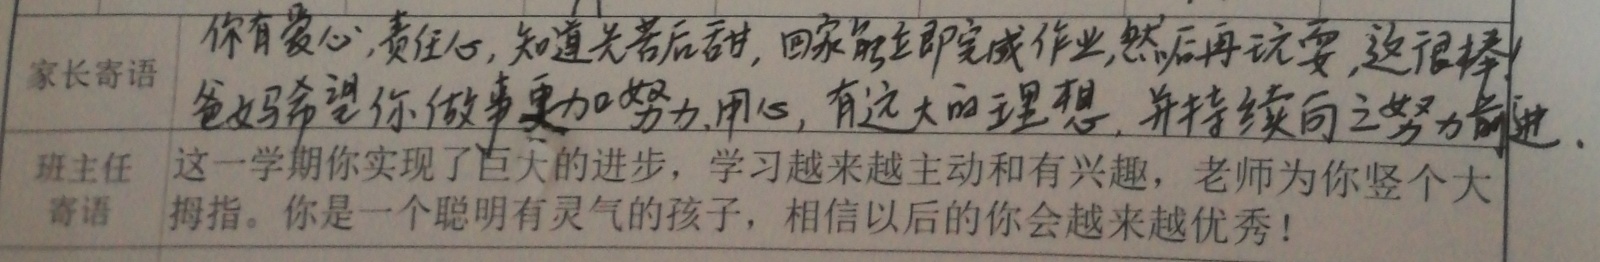 家长寄语
你有爱心,责任心,知道先苦后甜,回家能立即完成作业,然后再玩耍,这很棒!
爸妈希望你做事更加努力、用心,有远大的理想,并持续向之努力前进.
班主任寄语
这一学期你实现了巨大的进步，学习越来越主动和有兴趣，老师为你竖个大
拇指。你是一个聪明有灵气的孩子，相信以后的你会越来越优秀！